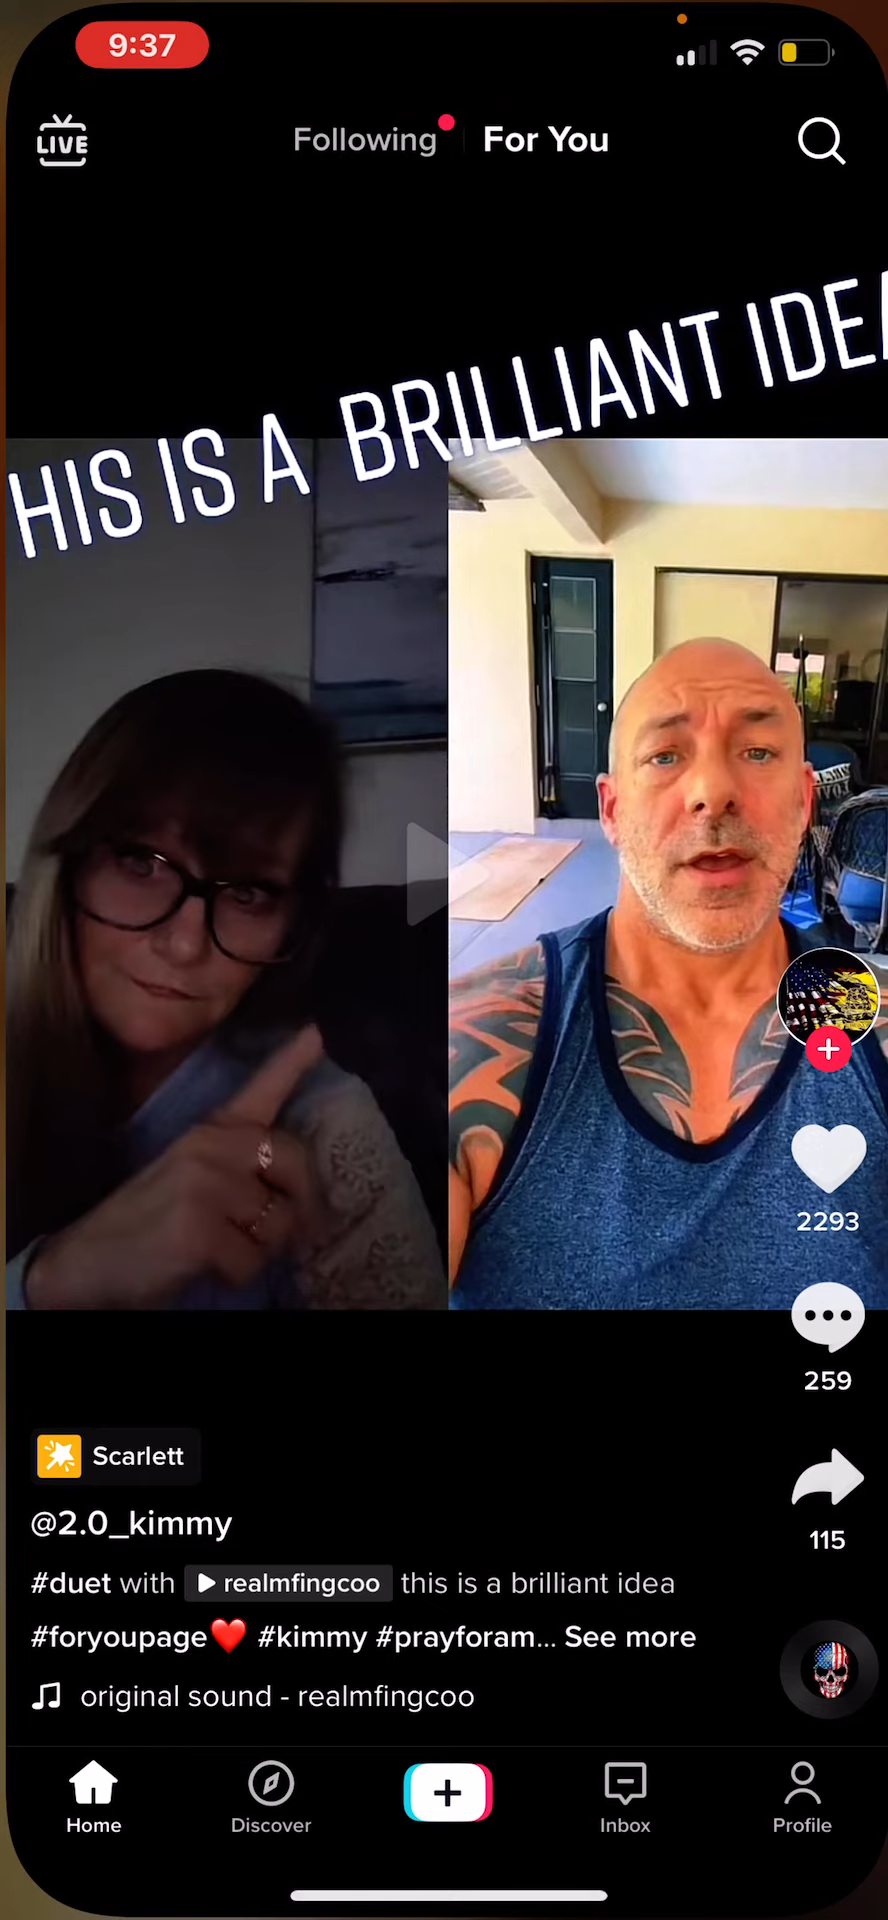 9:37
LIVE
Following
For You
HIS IS A BRILLIANT IDEA
Scarlett
@2.0_kimmy
#duet with realmfingcoo this is a brilliant idea
#foryoupage❤️ #kimmy #prayforam... See more
original sound - realmfingcoo
2293
259
115
Home
Discover
Inbox
Profile